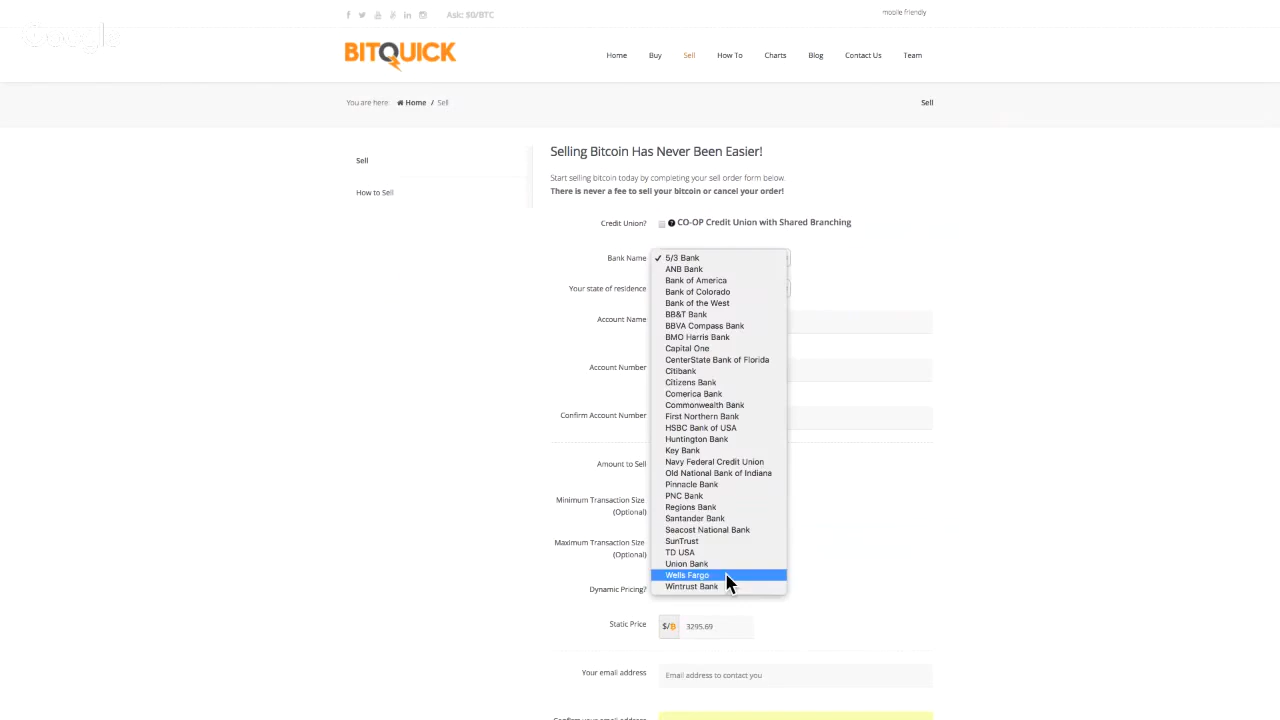 Ask: $0/BTC
mobile friendly
Google
BITQUICK
Home Buy Sell How To Charts Blog Contact Us Team
You are here: Home / Sell
Sell
Sell
How to Sell
Selling Bitcoin Has Never Been Easier!
Start selling bitcoin today by completing your sell order form below.
There is never a fee to sell your bitcoin or cancel your order!
Credit Union? CO-OP Credit Union with Shared Branching
Bank Name
5/3 Bank
ANB Bank
Bank of America
Bank of Colorado
Bank of the West
BB&T Bank
BBVA Compass Bank
BMO Harris Bank
Capital One
CenterState Bank of Florida
Citibank
Citizens Bank
Comerica Bank
Commonwealth Bank
First Northern Bank
HSBC Bank of USA
Huntington Bank
Key Bank
Navy Federal Credit Union
Old National Bank of Indiana
Pinnacle Bank
PNC Bank
Regions Bank
Santander Bank
Seacost National Bank
SunTrust
TD USA
Union Bank
Wells Fargo
Wintrust Bank
Your state of residence
Account Name
Account Number
Confirm Account Number
Amount to Sell
Minimum Transaction Size
(Optional)
Maximum Transaction Size
(Optional)
Dynamic Pricing?
Static Price $/B 3295.69
Your email address Email address to contact you